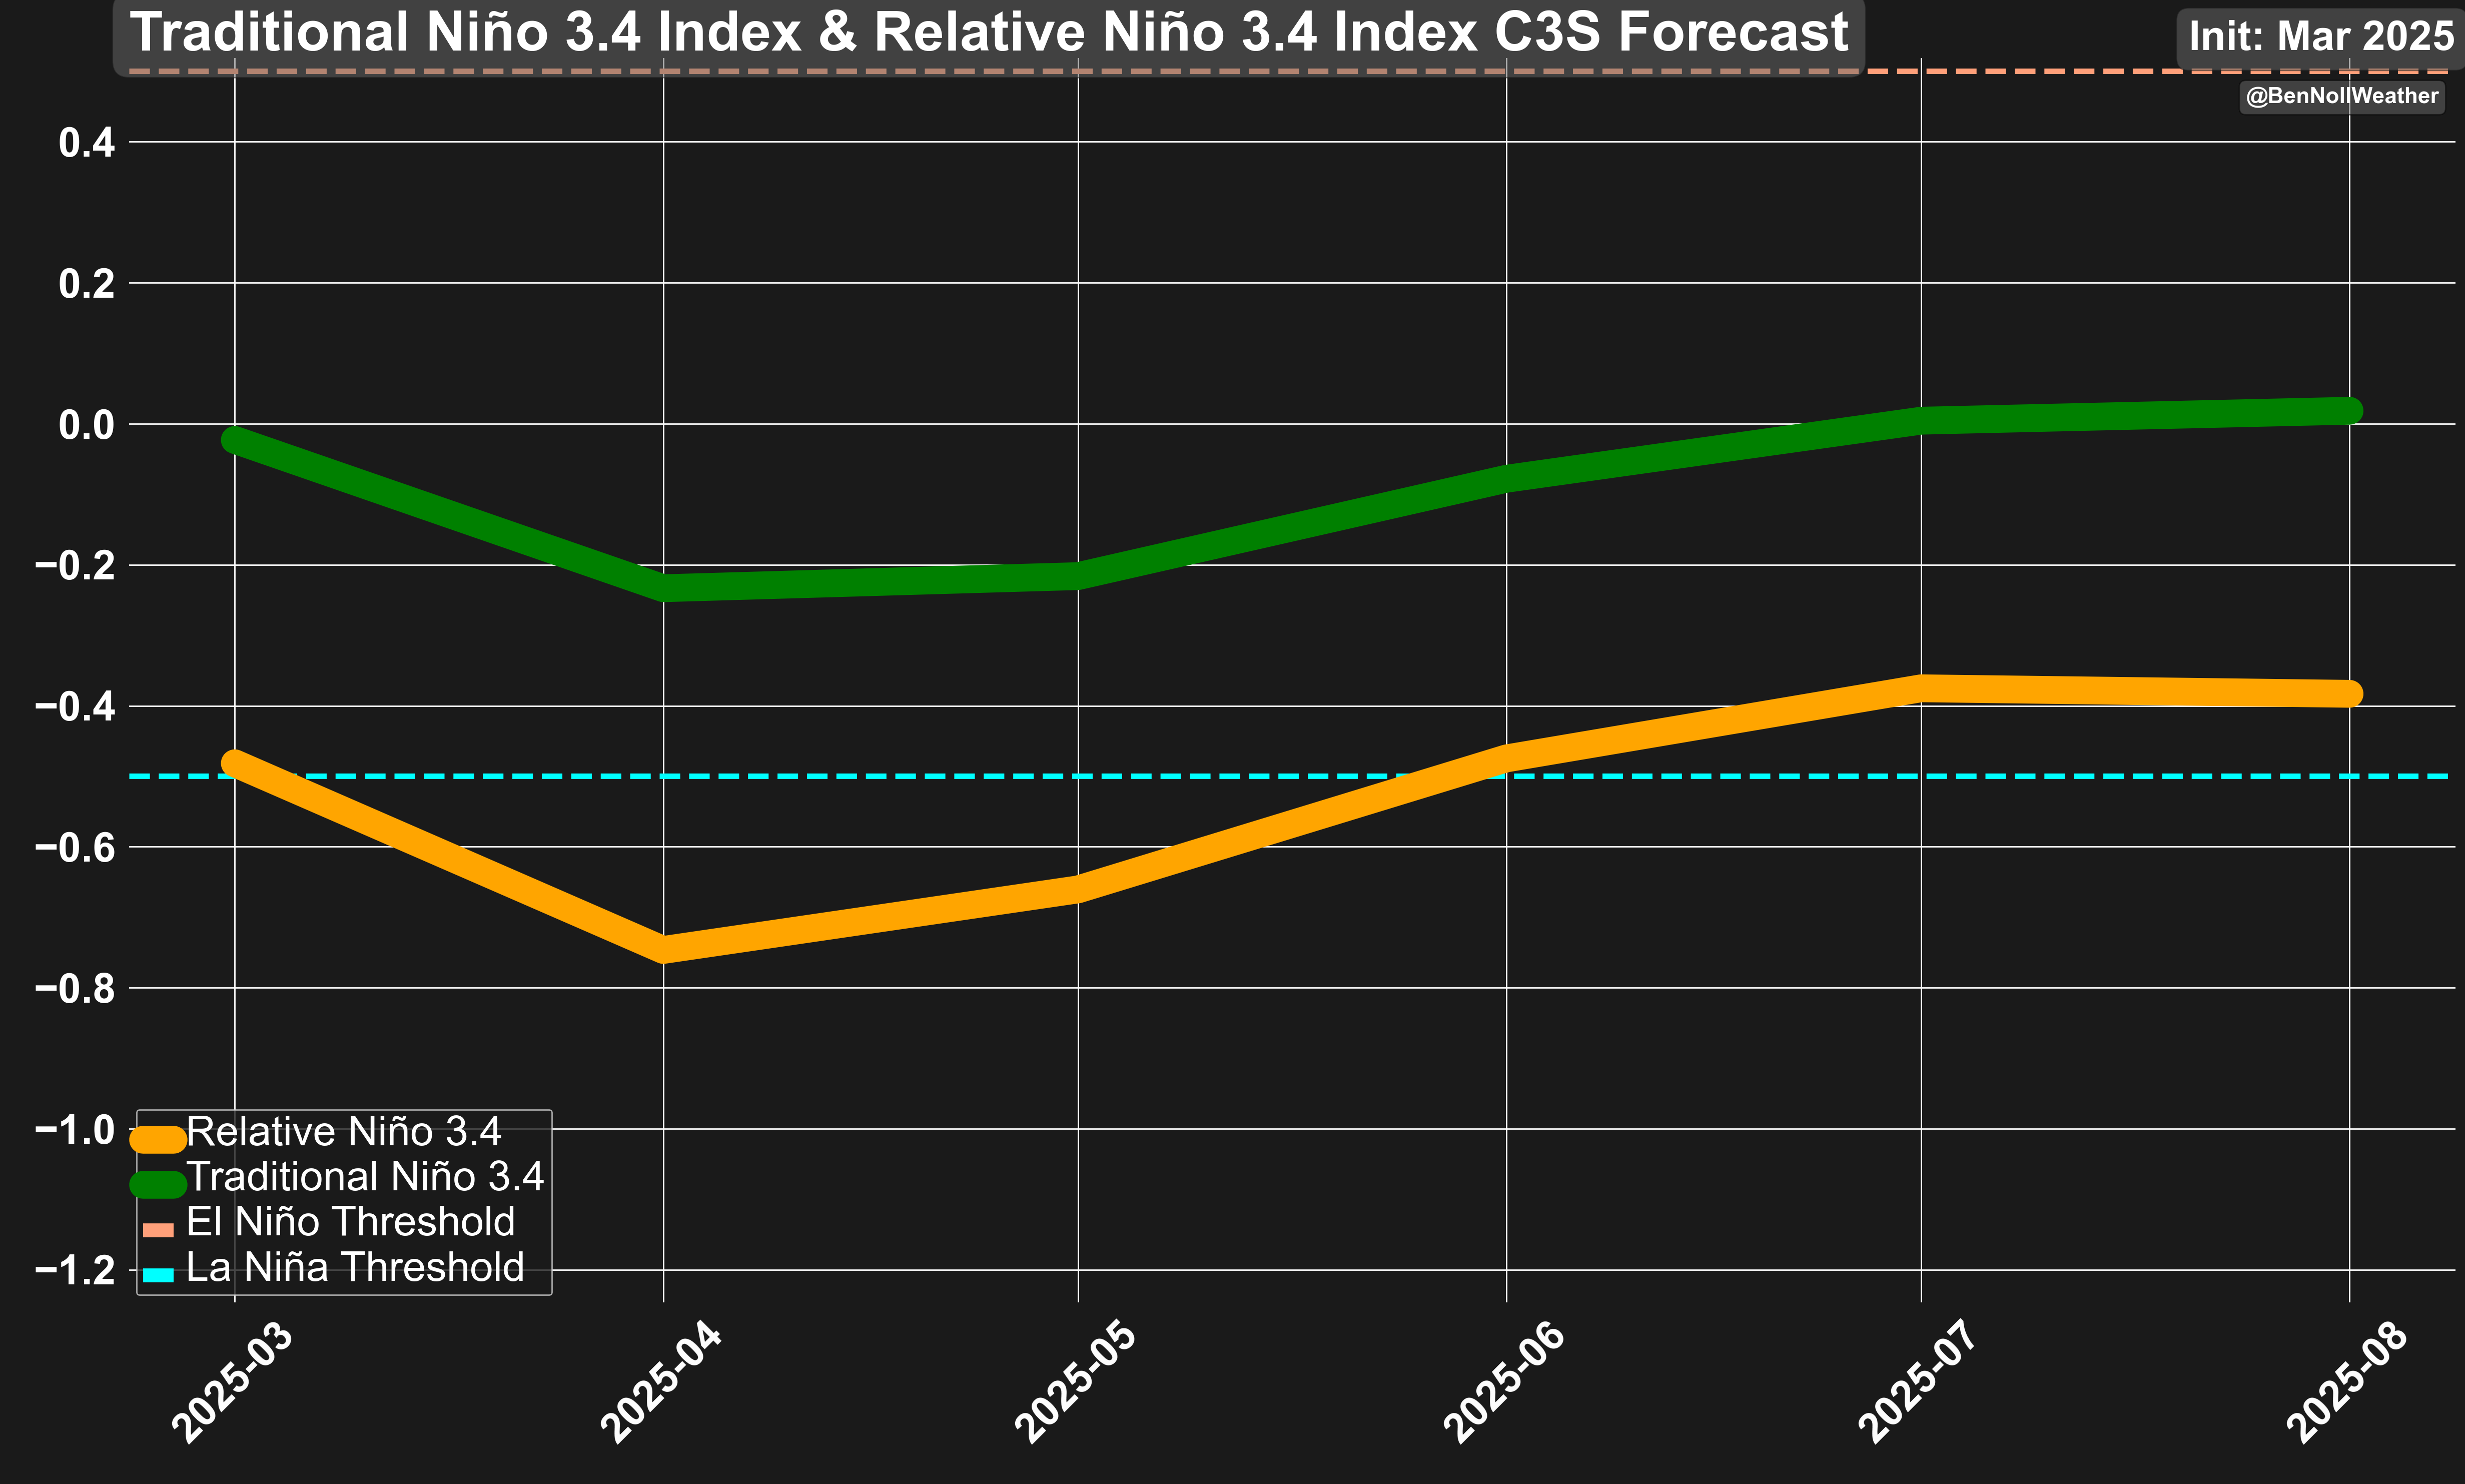 Traditional Niño 3.4 Index & Relative Niño 3.4 Index C3S Forecast
Init: Mar 2025
@BenNollWeather
0.4
0.2
0.0
−0.2
−0.4
−0.6
−0.8
−1.0
−1.2
Relative Niño 3.4
Traditional Niño 3.4
El Niño Threshold
La Niña Threshold
2025-03
2025-04
2025-05
2025-06
2025-07
2025-08